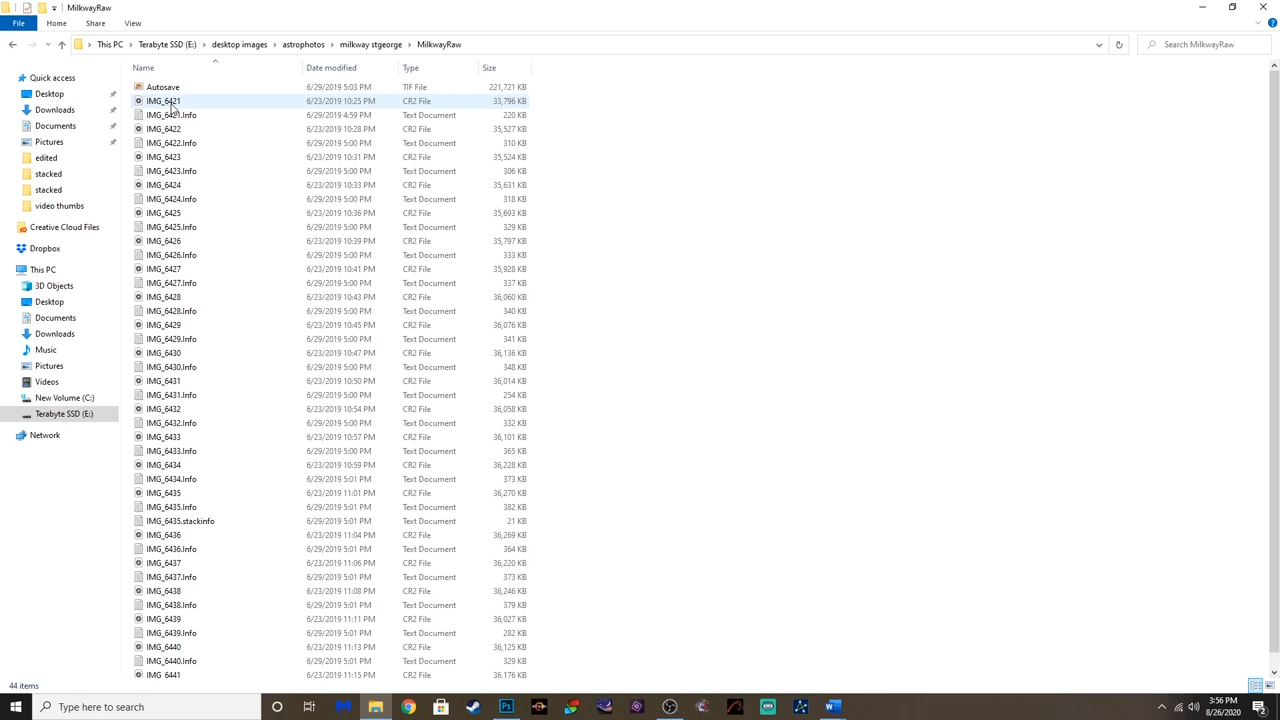 MilkwayRaw
File Home Share View
This PC > Terabyte SSD (E:) > desktop images > astrophotos > milkway stgeorge > MilkwayRaw
Search MilkwayRaw
Name Date modified Type Size
Quick access
Desktop
Downloads
Documents
Pictures
edited
stacked
stacked
video thumbs
Creative Cloud Files
Dropbox
This PC
3D Objects
Desktop
Documents
Downloads
Music
Pictures
Videos
New Volume (C:)
Terabyte SSD (E:)
Network
Autosave 6/29/2019 5:03 PM TIF File 221,721 KB
IMG_6421 6/23/2019 10:25 PM CR2 File 33,796 KB
IMG_6421.Info 6/29/2019 4:59 PM Text Document 220 KB
IMG_6422 6/23/2019 10:28 PM CR2 File 35,527 KB
IMG_6422.Info 6/29/2019 5:00 PM Text Document 310 KB
IMG_6423 6/23/2019 10:31 PM CR2 File 35,524 KB
IMG_6423.Info 6/29/2019 5:00 PM Text Document 306 KB
IMG_6424 6/23/2019 10:33 PM CR2 File 35,631 KB
IMG_6424.Info 6/29/2019 5:00 PM Text Document 318 KB
IMG_6425 6/23/2019 10:36 PM CR2 File 35,693 KB
IMG_6425.Info 6/29/2019 5:00 PM Text Document 329 KB
IMG_6426 6/23/2019 10:39 PM CR2 File 35,797 KB
IMG_6426.Info 6/29/2019 5:00 PM Text Document 333 KB
IMG_6427 6/23/2019 10:41 PM CR2 File 35,928 KB
IMG_6427.Info 6/29/2019 5:00 PM Text Document 337 KB
IMG_6428 6/23/2019 10:43 PM CR2 File 36,060 KB
IMG_6428.Info 6/29/2019 5:00 PM Text Document 340 KB
IMG_6429 6/23/2019 10:45 PM CR2 File 36,076 KB
IMG_6429.Info 6/29/2019 5:00 PM Text Document 341 KB
IMG_6430 6/23/2019 10:47 PM CR2 File 36,136 KB
IMG_6430.Info 6/29/2019 5:00 PM Text Document 348 KB
IMG_6431 6/23/2019 10:50 PM CR2 File 36,014 KB
IMG_6431.Info 6/29/2019 5:00 PM Text Document 254 KB
IMG_6432 6/23/2019 10:54 PM CR2 File 36,058 KB
IMG_6432.Info 6/29/2019 5:00 PM Text Document 332 KB
IMG_6433 6/23/2019 10:57 PM CR2 File 36,101 KB
IMG_6433.Info 6/29/2019 5:00 PM Text Document 365 KB
IMG_6434 6/23/2019 10:59 PM CR2 File 36,228 KB
IMG_6434.Info 6/29/2019 5:01 PM Text Document 373 KB
IMG_6435 6/23/2019 11:01 PM CR2 File 36,270 KB
IMG_6435.Info 6/29/2019 5:01 PM Text Document 382 KB
IMG_6435.stackinfo 6/29/2019 5:01 PM Text Document 21 KB
IMG_6436 6/23/2019 11:04 PM CR2 File 36,269 KB
IMG_6436.Info 6/29/2019 5:01 PM Text Document 364 KB
IMG_6437 6/23/2019 11:06 PM CR2 File 36,220 KB
IMG_6437.Info 6/29/2019 5:01 PM Text Document 373 KB
IMG_6438 6/23/2019 11:08 PM CR2 File 36,246 KB
IMG_6438.Info 6/29/2019 5:01 PM Text Document 379 KB
IMG_6439 6/23/2019 11:11 PM CR2 File 36,027 KB
IMG_6439.Info 6/29/2019 5:01 PM Text Document 282 KB
IMG_6440 6/23/2019 11:13 PM CR2 File 36,125 KB
IMG_6440.Info 6/29/2019 5:01 PM Text Document 329 KB
IMG_6441 6/23/2019 11:15 PM CR2 File 36,176 KB
44 items
Type here to search
3:56 PM
8/26/2020